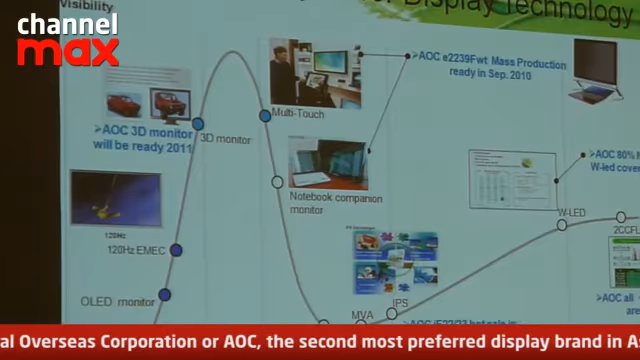 channel
max
Visibility
Display Technology
AOC e2239Fwt Mass Production
ready in Sep. 2010
Multi-Touch
AOC 3D monitor
will be ready 2011
3D monitor
AOC 80%
W-led cover
Notebook companion
monitor
120Hz
120Hz EMEC
W-LED
2CCFL
OLED monitor
IPS
MVA
AOC all
are
al Overseas Corporation or AOC, the second most preferred display brand in A